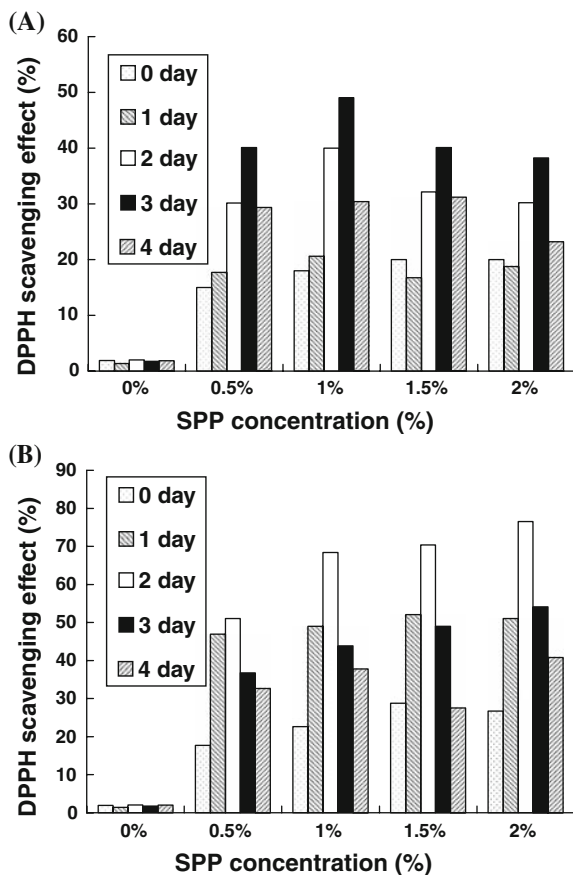 (A)
DPPH scavenging effect (%)
60
50
40
30
20
10
0
0 day
1 day
2 day
3 day
4 day
0% 0.5% 1% 1.5% 2%
SPP concentration (%)
(B)
DPPH scavenging effect (%)
90
80
70
60
50
40
30
20
10
0
0 day
1 day
2 day
3 day
4 day
0% 0.5% 1% 1.5% 2%
SPP concentration (%)